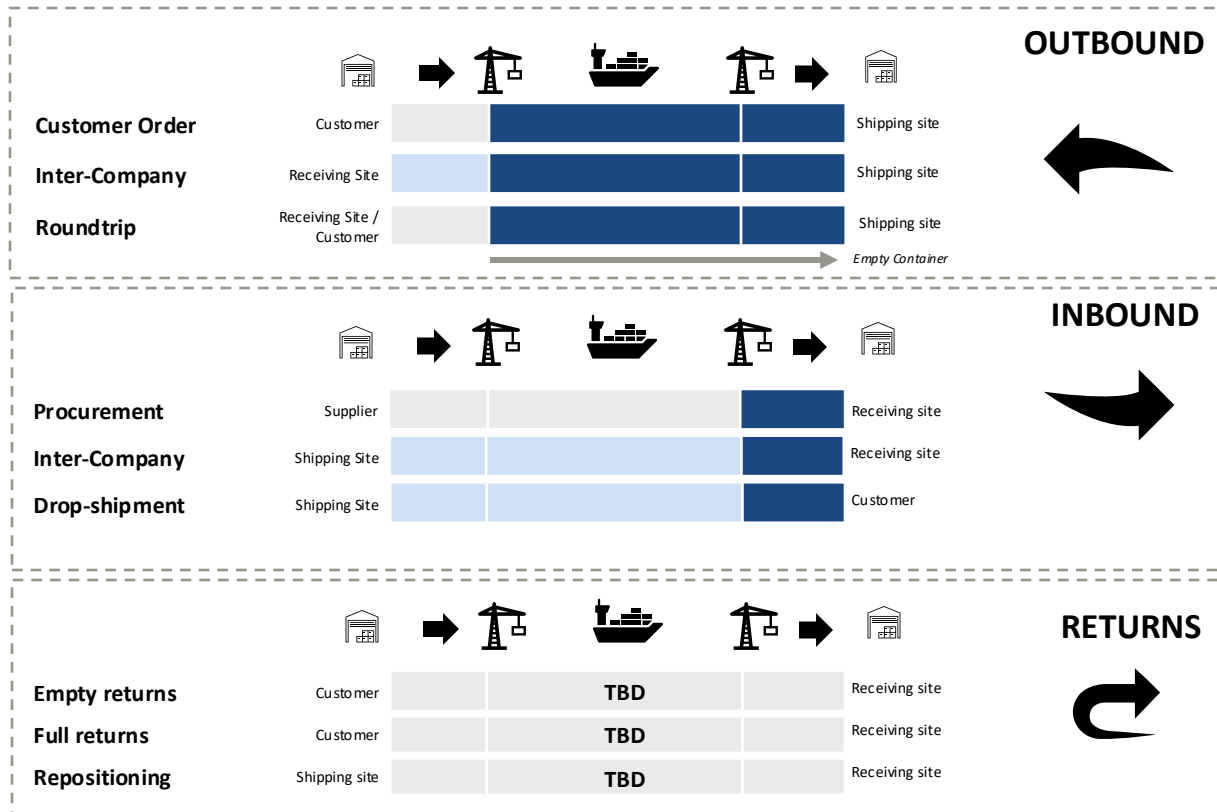 OUTBOUND
Customer Order
Customer
Shipping site
Inter-Company
Receiving Site
Shipping site
Roundtrip
Receiving Site /
Customer
Shipping site
Empty Container
INBOUND
Procurement
Supplier
Receiving site
Inter-Company
Shipping Site
Receiving site
Drop-shipment
Shipping Site
Customer
RETURNS
Empty returns
Customer
TBD
Receiving site
Full returns
Customer
TBD
Receiving site
Repositioning
Shipping site
TBD
Receiving site